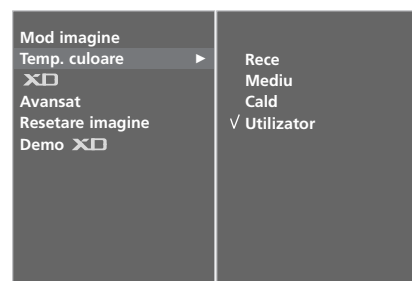 Mod imagine
Temp. culoare ►
XD
Avansat
Resetare imagine
Demo XD
Rece
Mediu
Cald
√ Utilizator